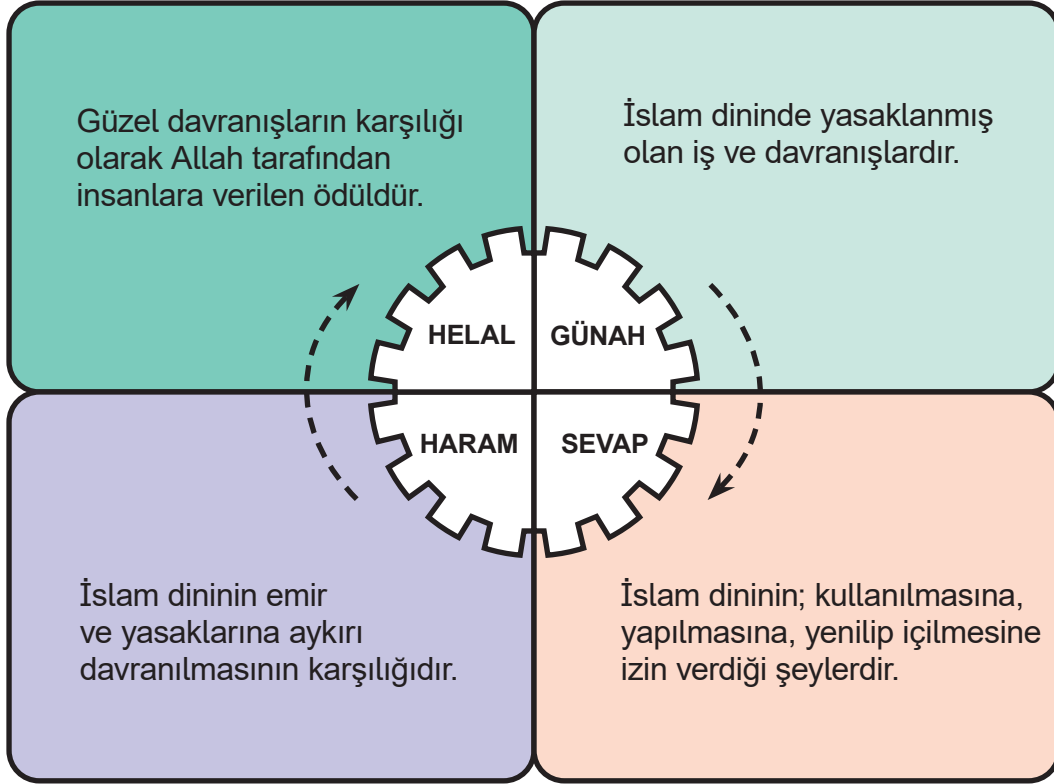 Güzel davranışların karşılığı
olarak Allah tarafından
insanlara verilen ödüldür.
İslam dininde yasaklanmış
olan iş ve davranışlardır.
HELAL
GÜNAH
HARAM
SEVAP
İslam dininin emir
ve yasaklarına aykırı
davranılmasının karşılığıdır.
İslam dininin; kullanılmasına,
yapılmasına, yenilip içilmesine
izin verdiği şeylerdir.